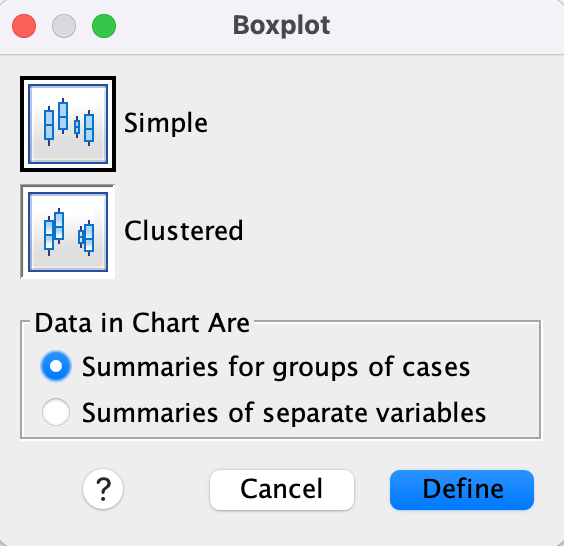 Boxplot
Simple
Clustered
Data in Chart Are
Summaries for groups of cases
Summaries of separate variables
?
Cancel
Define